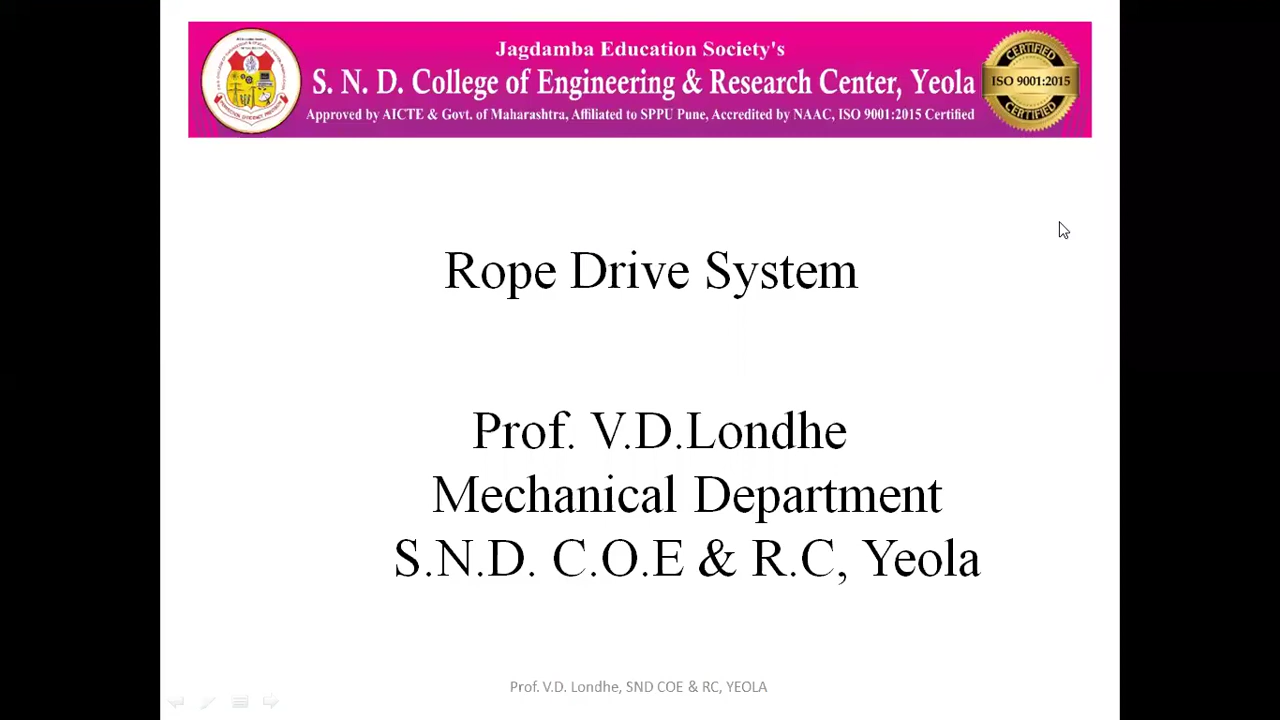 Jagdamba Education Society's
S. N. D. College of Engineering & Research Center, Yeola
Approved by AICTE & Govt. of Maharashtra, Affiliated to SPPU Pune, Accredited by NAAC, ISO 9001:2015 Certified
CERTIFIED
ISO 9001:2015
CERTIFIED
Rope Drive System
Prof. V.D.Londhe
Mechanical Department
S.N.D. C.O.E & R.C, Yeola
Prof. V.D. Londhe, SND COE & RC, YEOLA